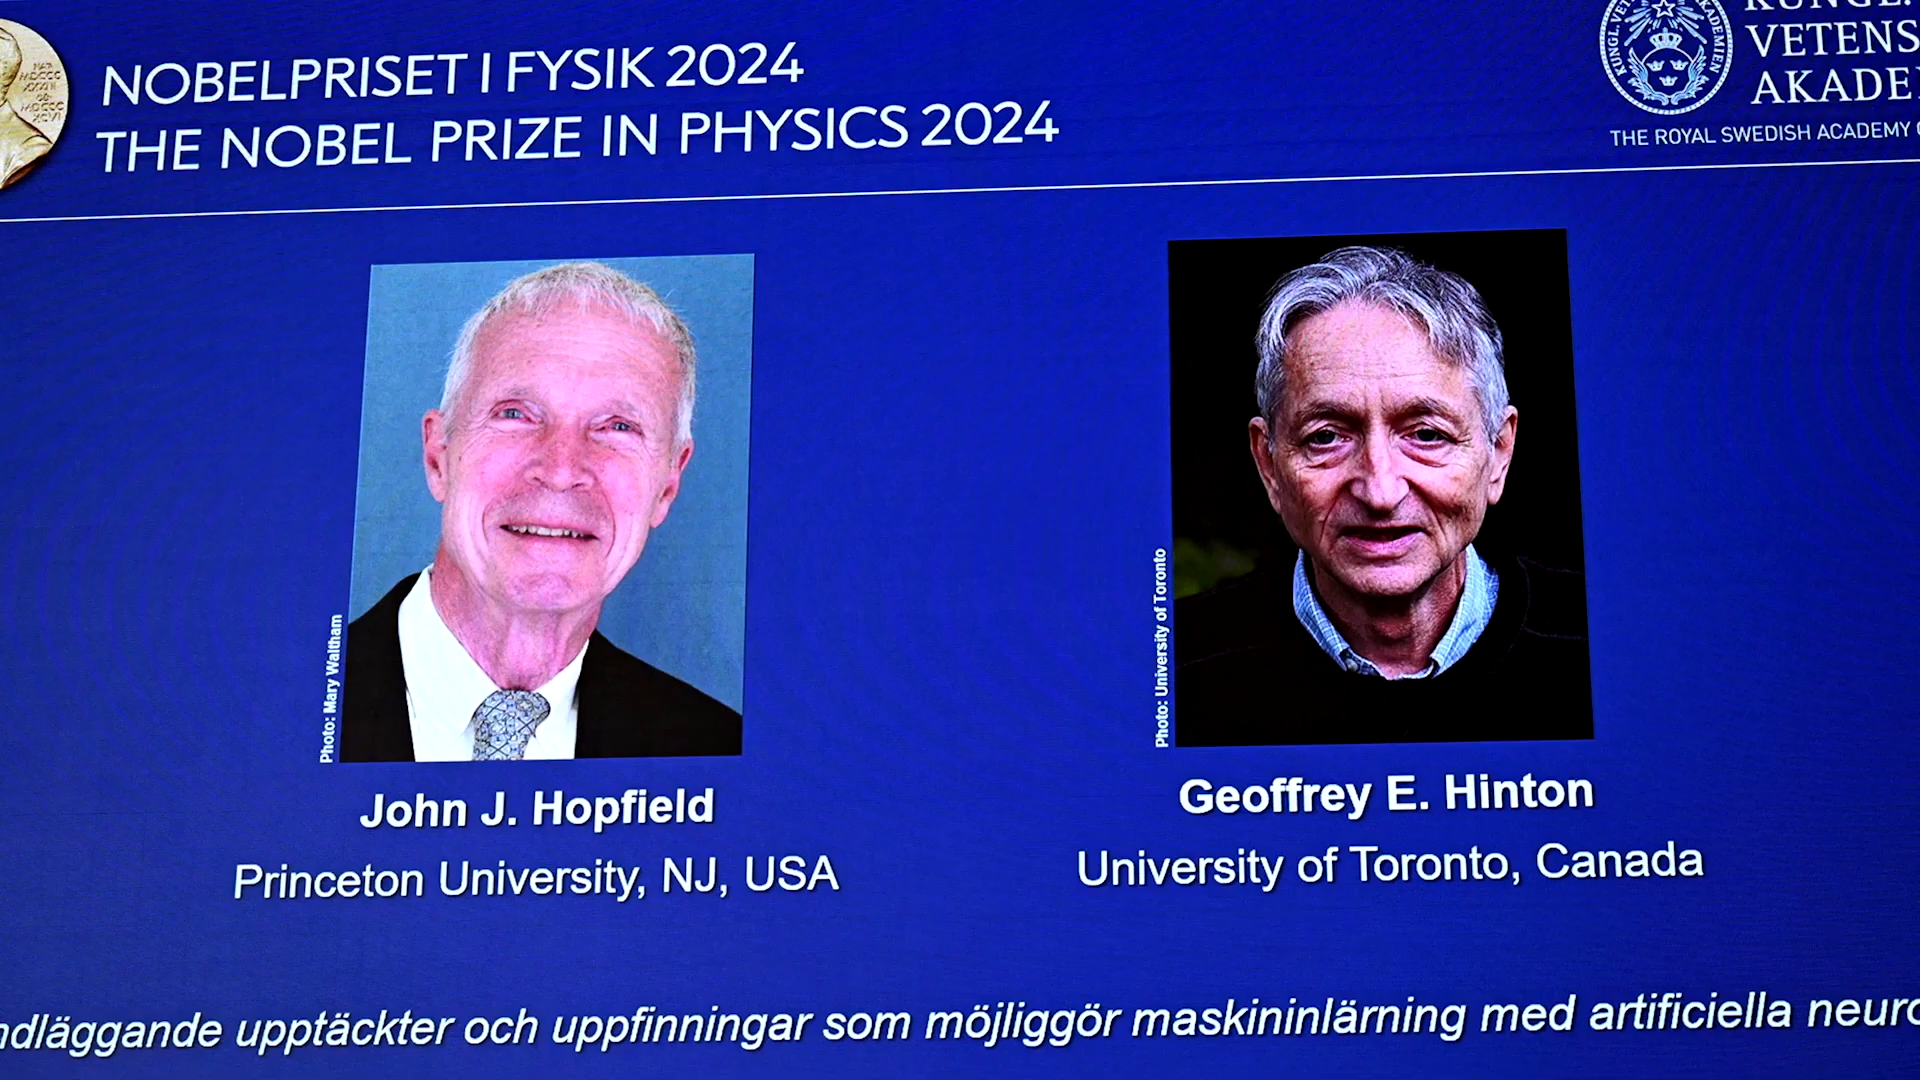 NOBELPRISET I FYSIK 2024
THE NOBEL PRIZE IN PHYSICS 2024
VETENS
AKADE
THE ROYAL SWEDISH ACADEMY
Photo: Mary Waltham
Photo: University of Toronto
John J. Hopfield
Princeton University, NJ, USA
Geoffrey E. Hinton
University of Toronto, Canada
ndläggande upptäckter och uppfinningar som möjliggör maskininlärning med artificiella neuro